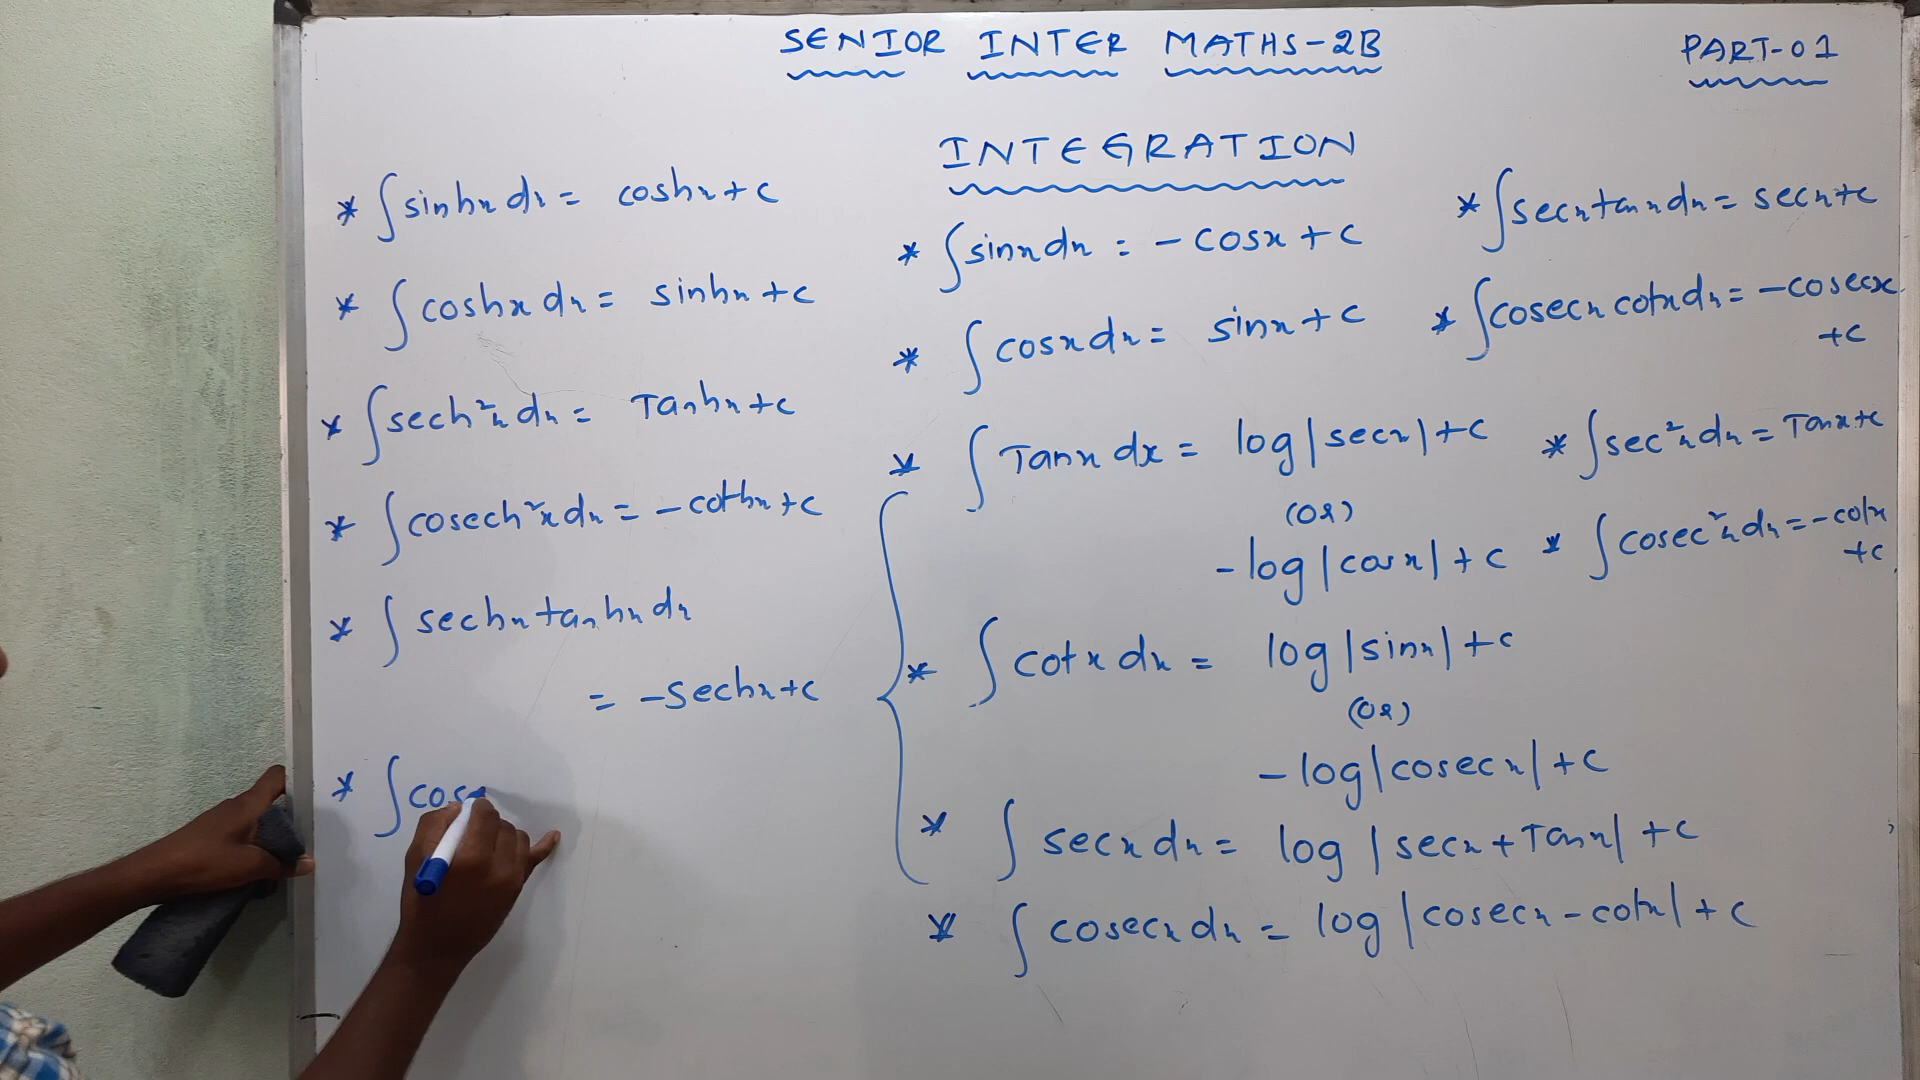 SENIOR INTER MATHS-2B
PART-01
INTEGRATION
* ∫sinhx dx = coshx+c
* ∫coshx dx = sinhx+c
* ∫sech²x dx = Tanhx+c
* ∫cosech²x dx = -cothx+c
* ∫sechx tanhx dx
= -sechx+c
* ∫cose
* ∫sinx dx = -cosx+c
* ∫cosx dx = sinx+c
* ∫Tanx dx = log|secx|+c
(or)
-log|cosx|+c
* ∫cotx dx = log|sinx|+c
(or)
-log|cosecx|+c
* ∫secx dx = log|secx+Tanx|+c
* ∫cosecx dx = log|cosecx-cotx|+c
* ∫secx tanx dx = secx+c
* ∫cosecx cotx dx = -cosecx
+c
* ∫sec²x dx = Tanx+c
* ∫cosec²x dx = -cotx
+c